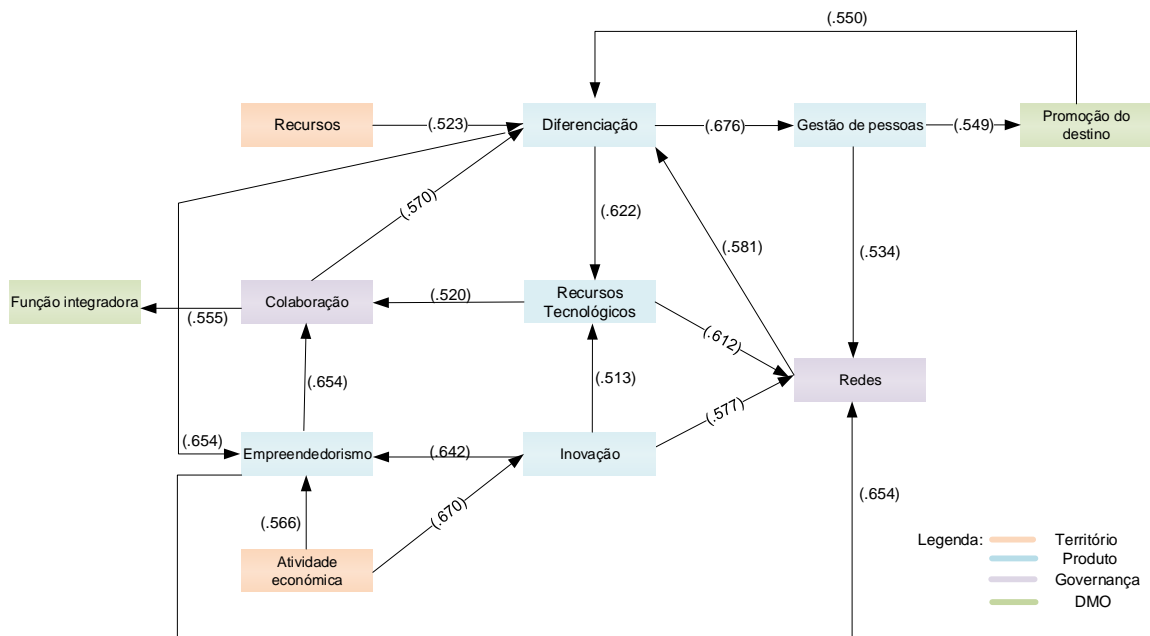 (.550)
Recursos
(.523)
Diferenciação
(.676)
Gestão de pessoas
(.549)
Promoção do
destino
(.570)
(.622)
(.581)
(.534)
Função integradora
(.555)
Colaboração
(.520)
Recursos
Tecnológicos
(.612)
Redes
(.654)
(.513)
(.577)
(.654)
Empreendedorismo
(.642)
Inovação
(.654)
(.566)
(.670)
Atividade
económica
Legenda:
Território
Produto
Governança
DMO